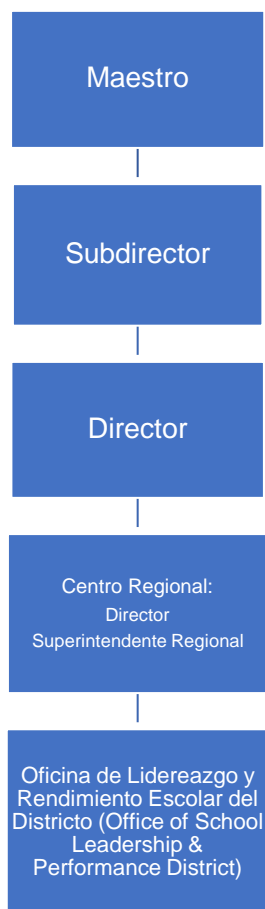 Maestro
Subdirector
Director
Centro Regional:
Director
Superintendente Regional
Oficina de Lidereazgo y
Rendimiento Escolar del
Districto (Office of School
Leadership &
Performance District)